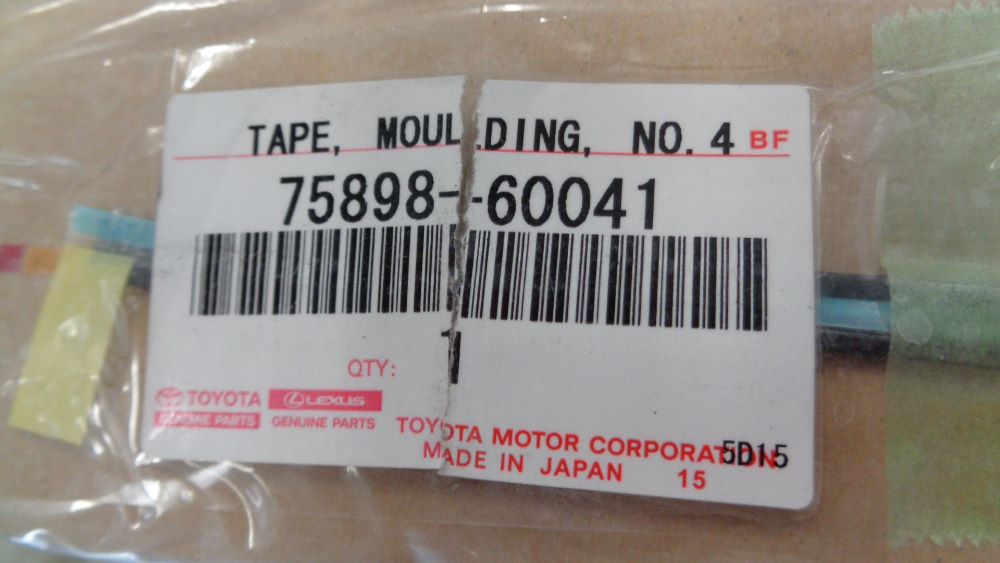 TAPE, MOULDING, NO. 4 BF
75898-60041
1
QTY:
TOYOTA LEXUS
GENUINE PARTS GENUINE PARTS
TOYOTA MOTOR CORPORATION 5D15
MADE IN JAPAN 15